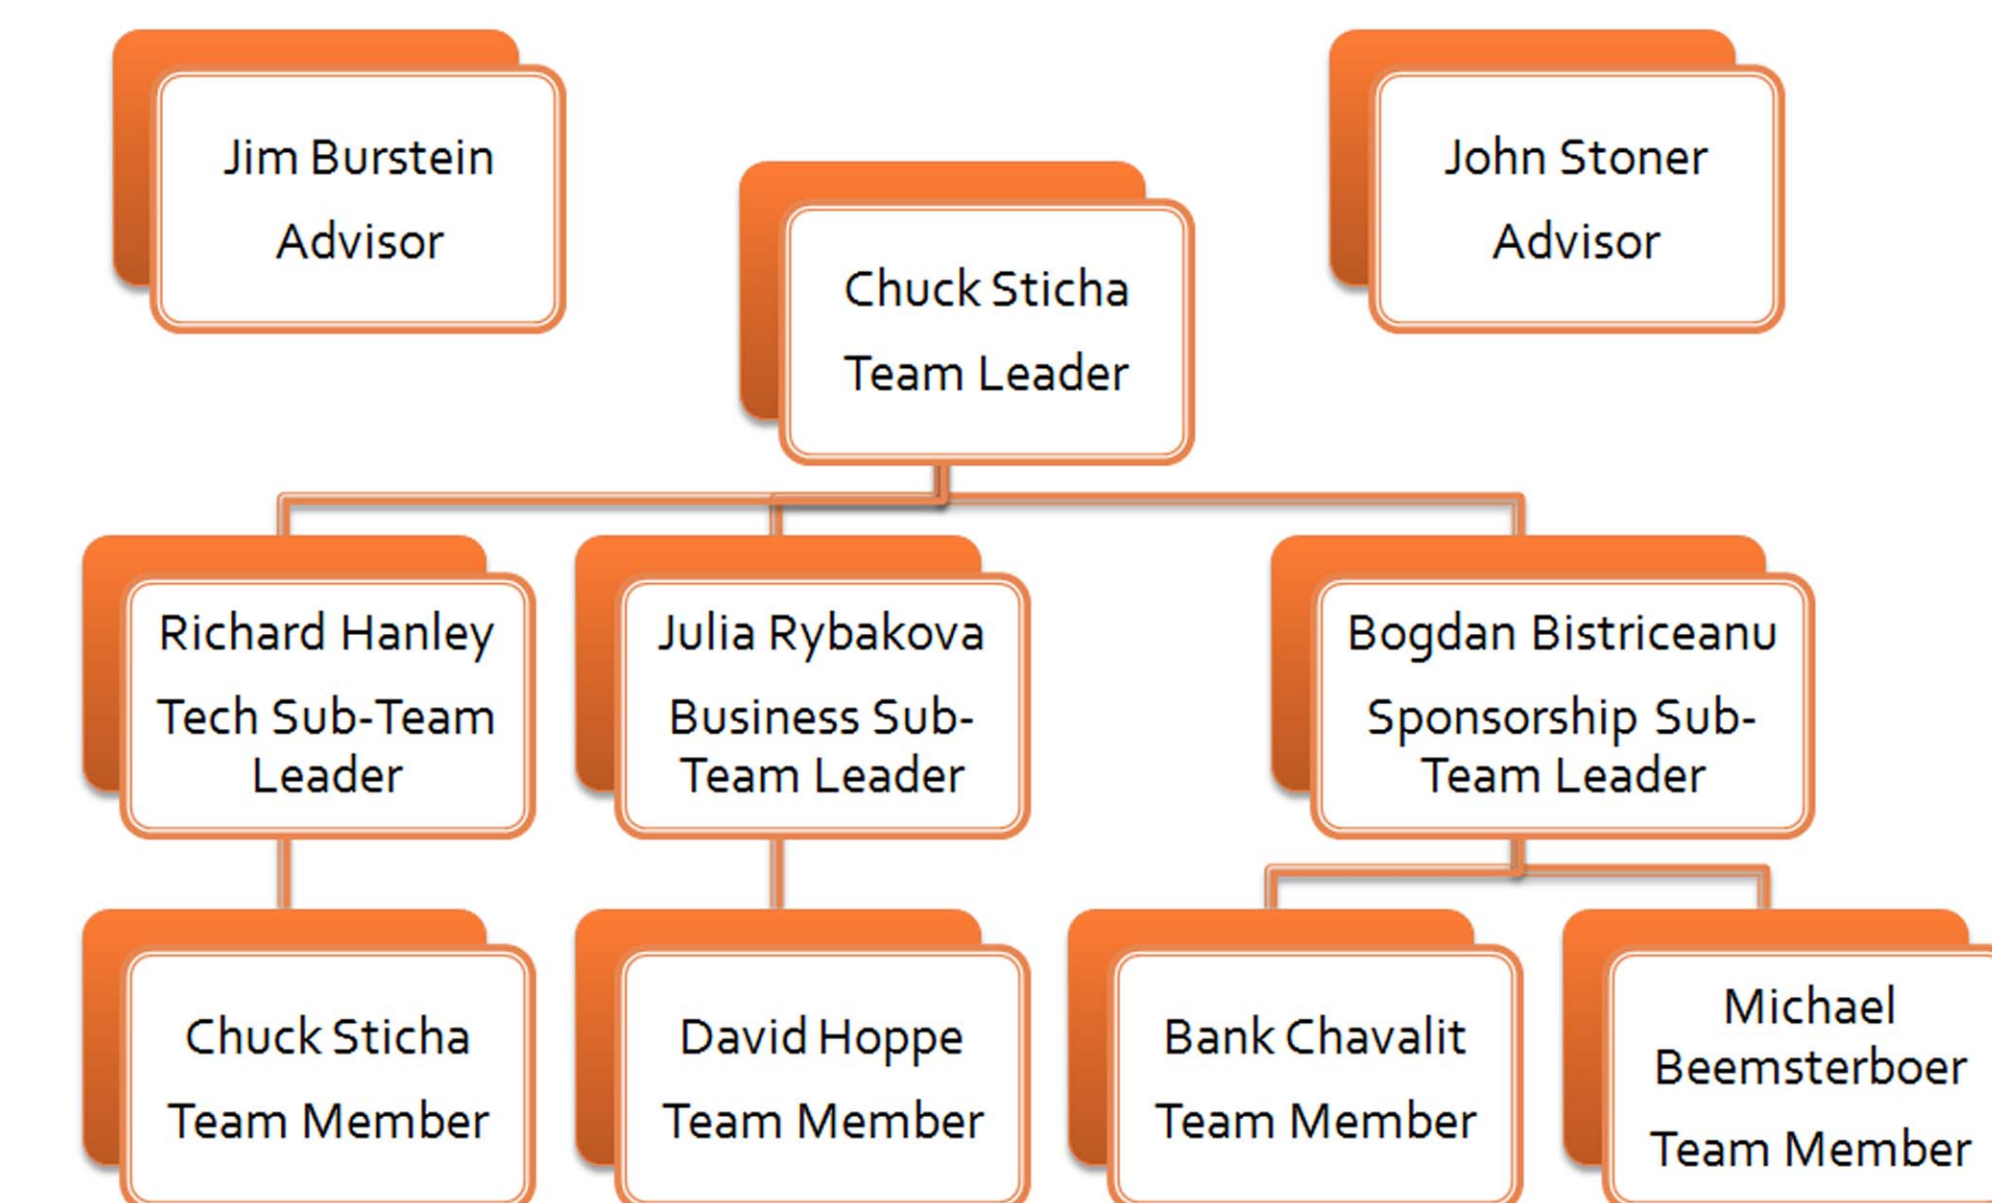 Jim Burstein
Advisor
John Stoner
Advisor
Chuck Sticha
Team Leader
Richard Hanley
Tech Sub-Team
Leader
Julia Rybakova
Business Sub-
Team Leader
Bogdan Bistriceanu
Sponsorship Sub-
Team Leader
Chuck Sticha
Team Member
David Hoppe
Team Member
Bank Chavalit
Team Member
Michael
Beemsterboer
Team Member